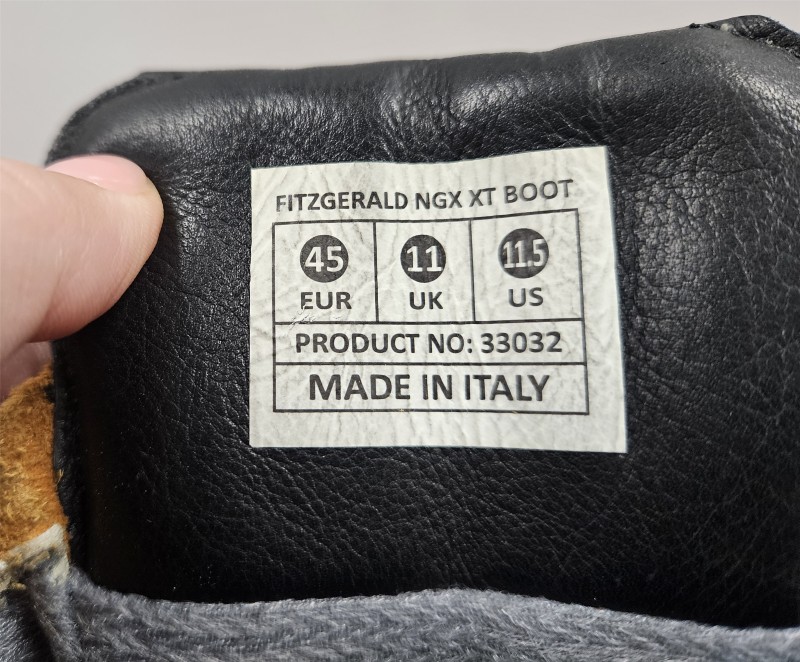 FITZGERALD NGX XT BOOT
45 11 11.5
EUR UK US
PRODUCT NO: 33032
MADE IN ITALY